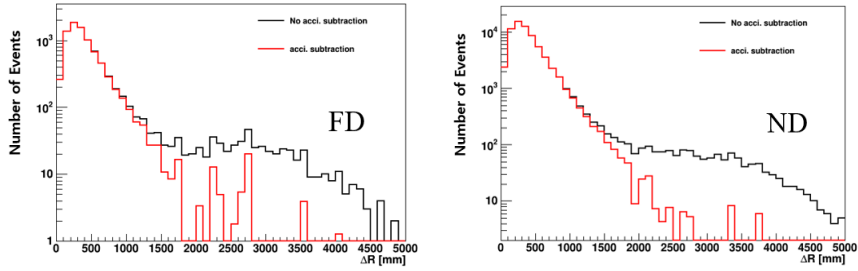 No acci. subtraction
acci. subtraction
FD
Number of Events
10³
10²
10
1
0 500 1000 1500 2000 2500 3000 3500 4000 4500 5000
ΔR [mm]
No acci. subtraction
acci. subtraction
ND
Number of Events
10⁴
10³
10²
10
0 500 1000 1500 2000 2500 3000 3500 4000 4500 5000
ΔR [mm]